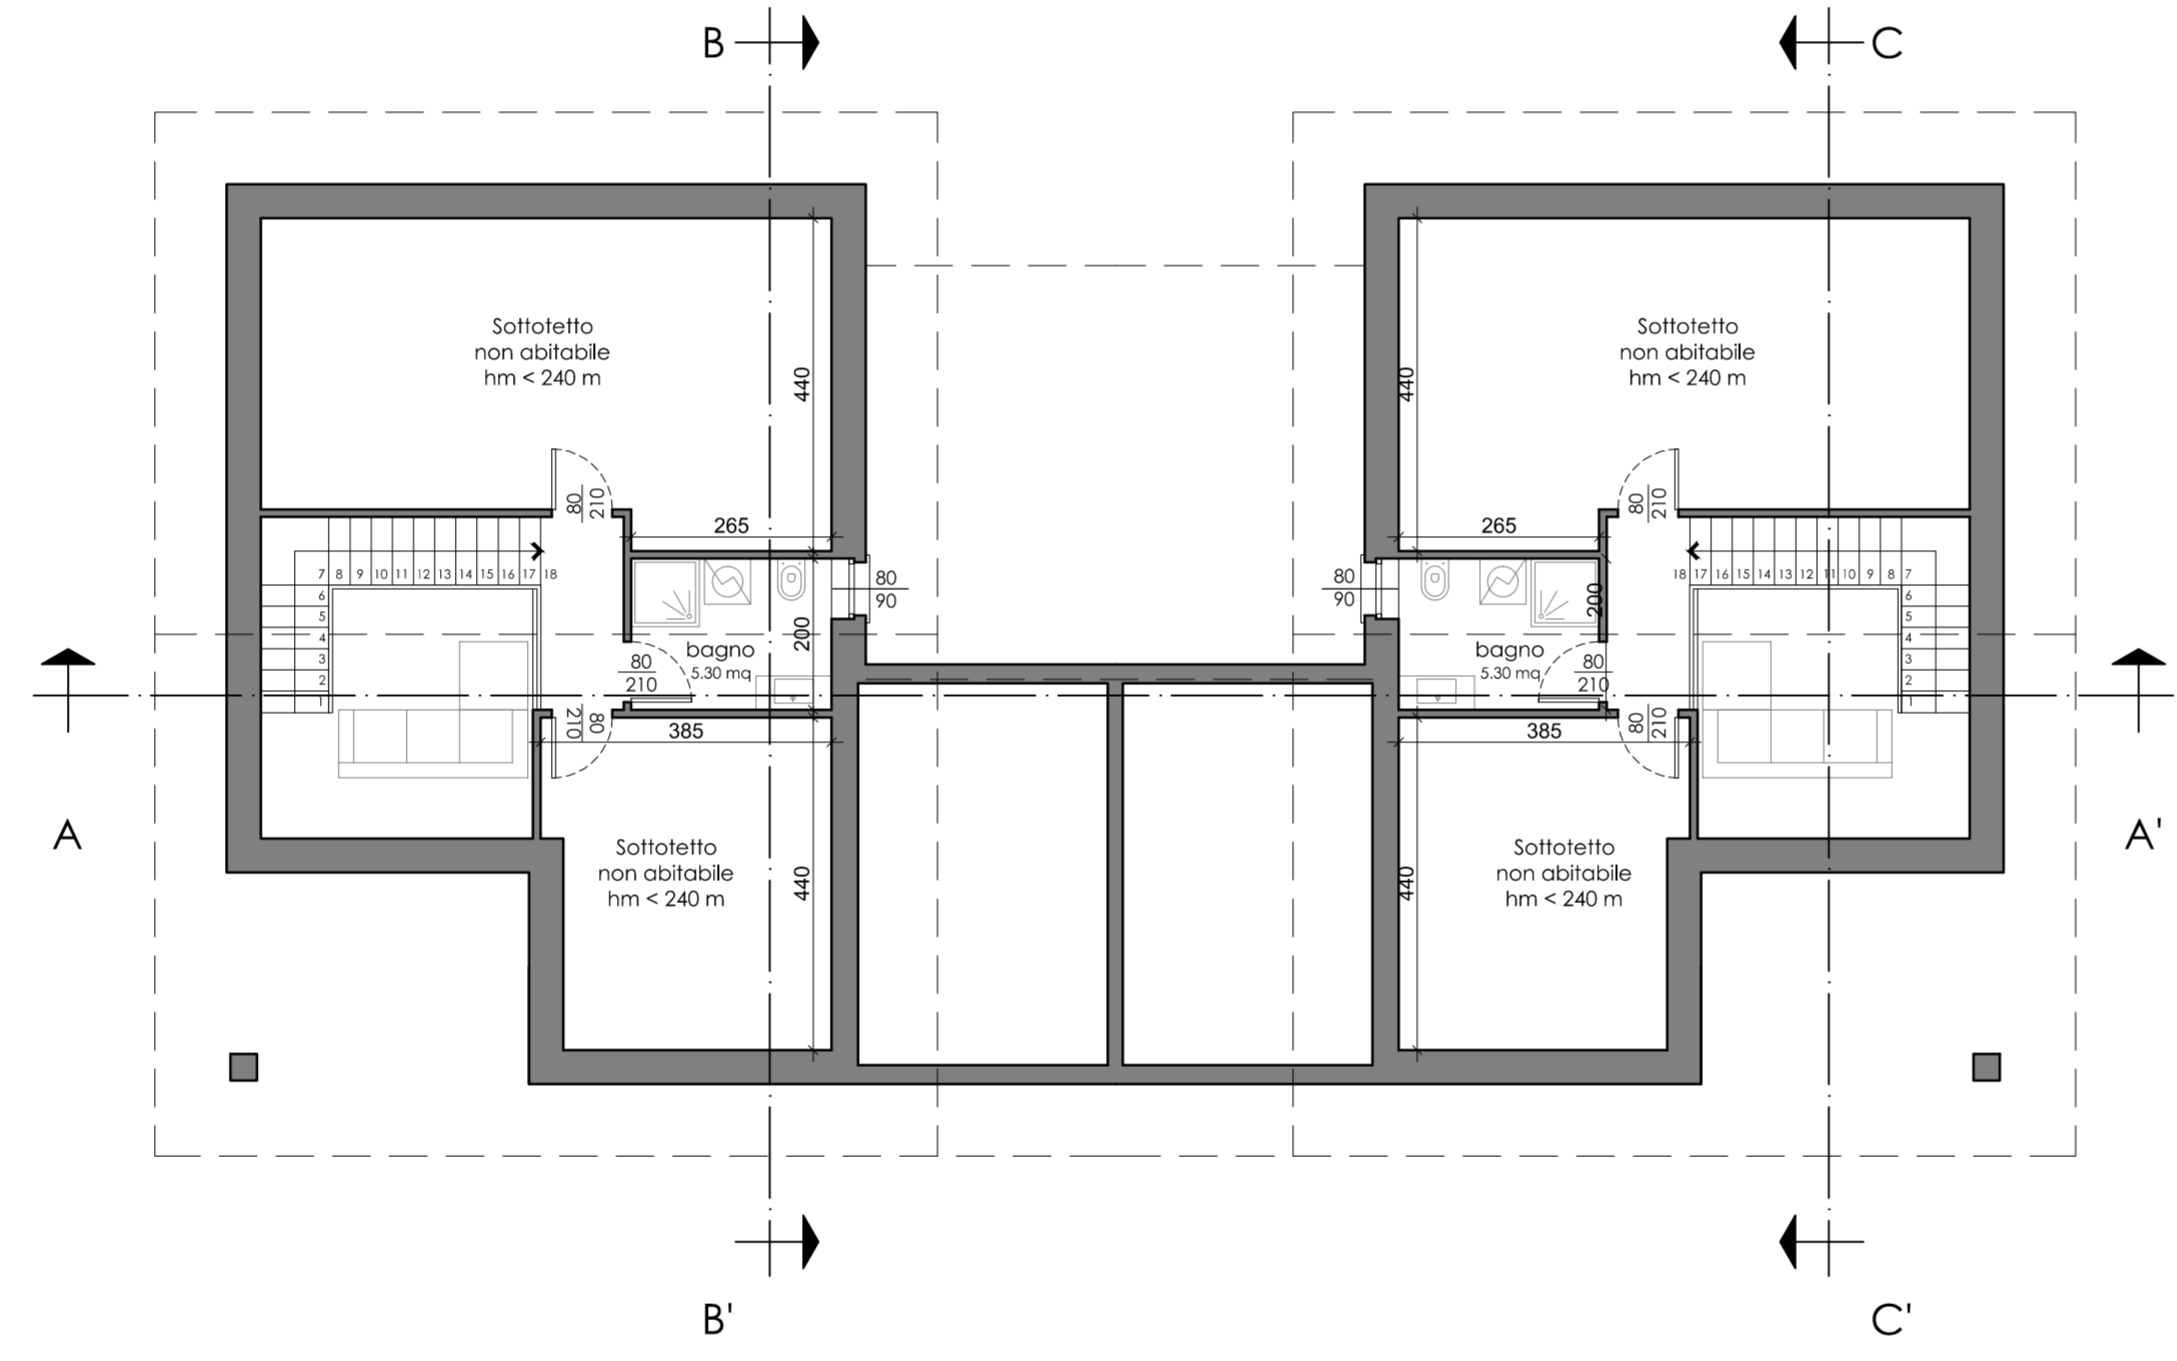 B
C
Sottotetto
non abitabile
hm < 240 m
440
440
Sottotetto
non abitabile
hm < 240 m
80
210
80
210
265
265
7 8 9 10 11 12 13 14 15 16 17 18
6
5
4
3
2
1
80
90
80
90
18 17 16 15 14 13 12 11 10 9 8 7
6
5
4
3
2
1
200
200
bagno
5.30 mq
bagno
5.30 mq
80
210
80
210
210
80
80
210
385
385
A
A'
Sottotetto
non abitabile
hm < 240 m
440
440
Sottotetto
non abitabile
hm < 240 m
B'
C'